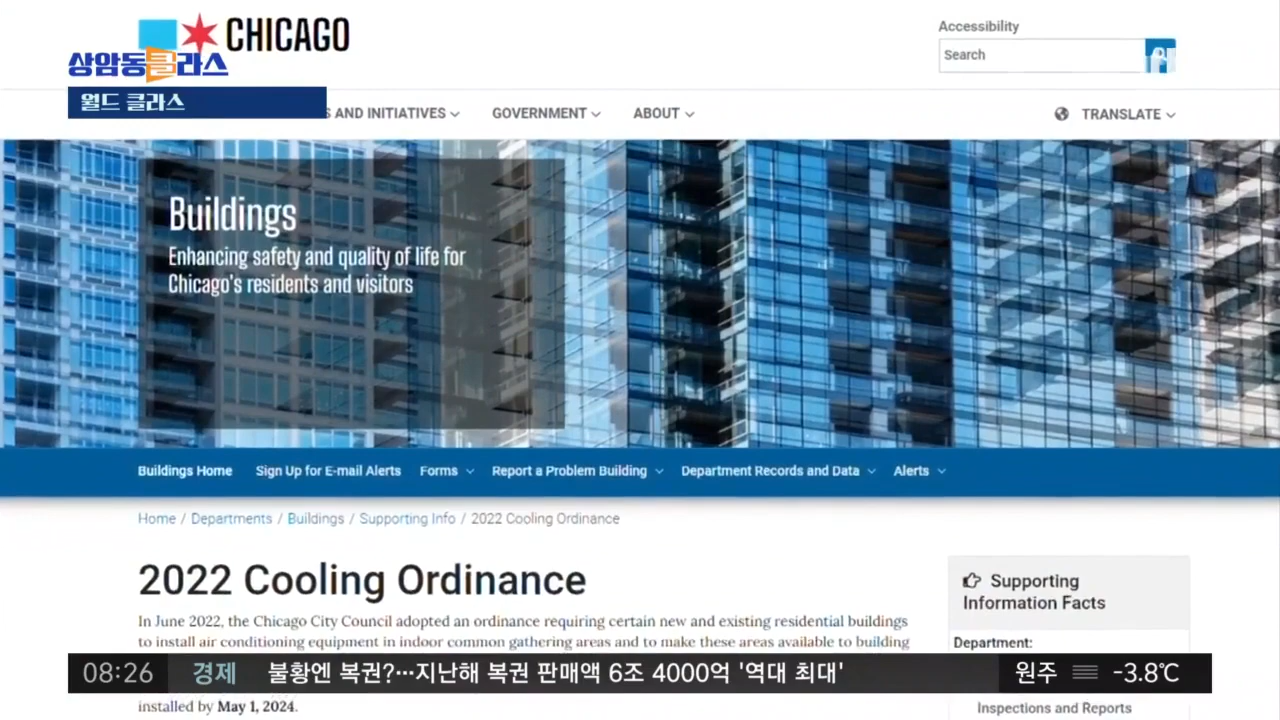 CHICAGO
상암동클라스
월드 클라스
Accessibility
Search
S AND INITIATIVES
GOVERNMENT
ABOUT
TRANSLATE
Buildings
Enhancing safety and quality of life for
Chicago's residents and visitors
Buildings Home
Sign Up for E-mail Alerts
Forms
Report a Problem Building
Department Records and Data
Alerts
Home / Departments / Buildings / Supporting Info / 2022 Cooling Ordinance
2022 Cooling Ordinance
In June 2022, the Chicago City Council adopted an ordinance requiring certain new and existing residential buildings
to install air conditioning equipment in indoor common gathering areas and to make these areas available to building
installed by May 1, 2024.
Supporting
Information Facts
Department:
Inspections and Reports
08:26 경제 불황엔 복권?…지난해 복권 판매액 6조 4000억 '역대 최대' 원주 -3.8℃